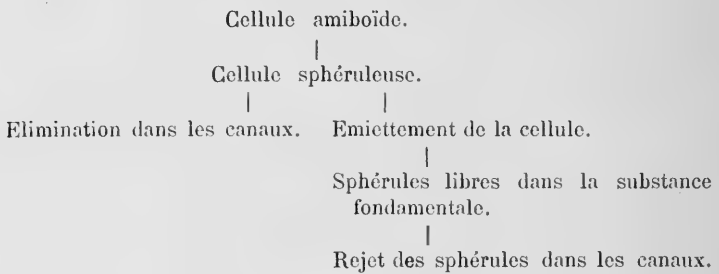 Cellule amiboïde.
Cellule sphéruleuse.
Elimination dans les canaux. Emiettement de la cellule.
Sphérules libres dans la substance
fondamentale.
Rejet des sphérules dans les canaux.